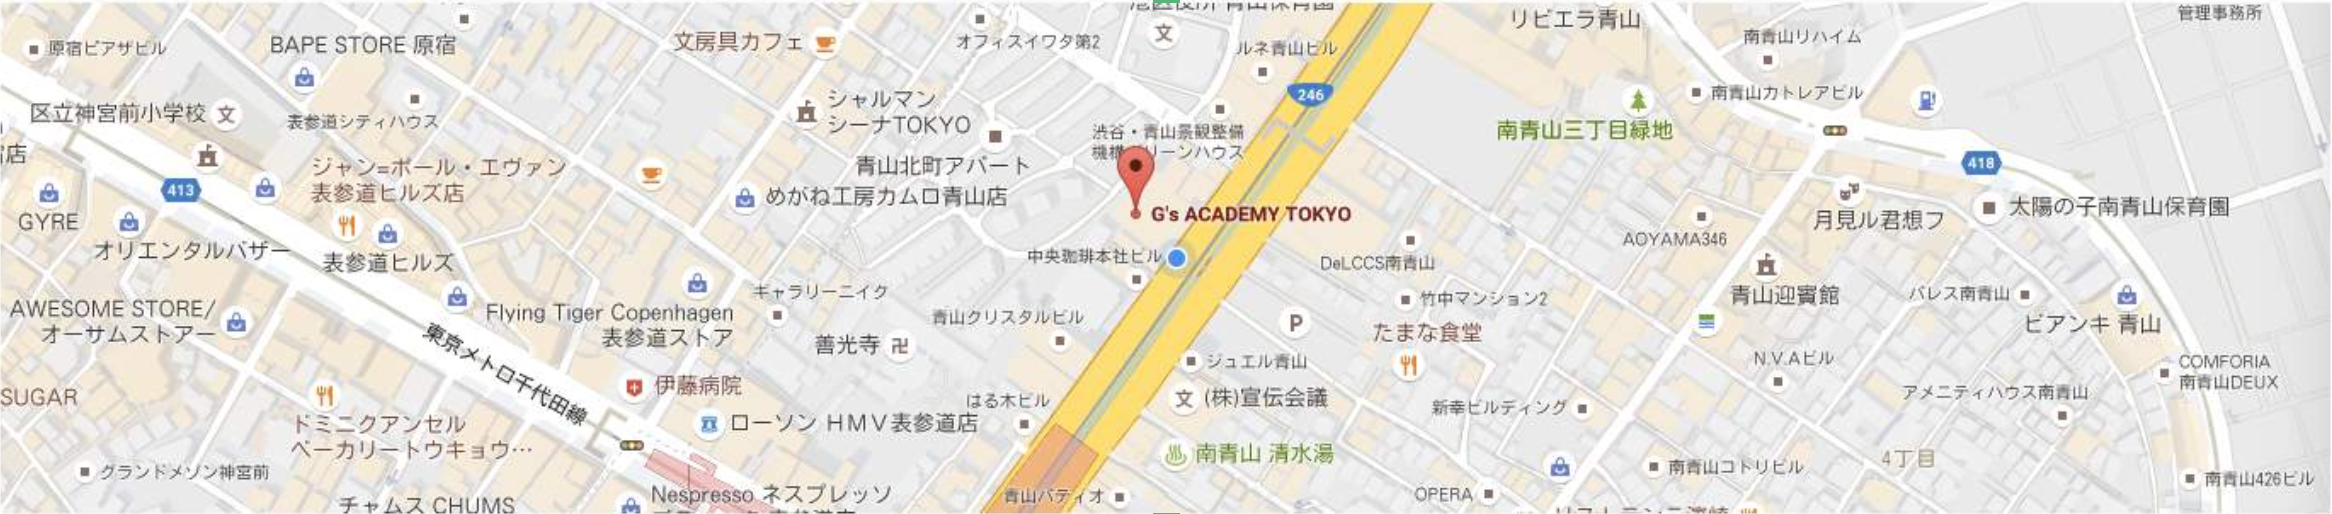 原宿ピアザビル
BAPE STORE 原宿
文房具カフェ
オフィスイワタ第2
文
ルネ青山ビル
リビエラ青山
南青山リハイム
管理事務所
区立神宮前小学校
文
表参道シティハウス
シャルマン
シーナTOKYO
246
南青山カトレアビル
渋谷・青山景観整備
南青山三丁目緑地
413
ジャン=ポール・エヴァン
表参道ヒルズ店
青山北町アパート
めがね工房カムロ青山店
418
G's ACADEMY TOKYO
GYRE
オリエンタルバザー
表参道ヒルズ
中央珈琲本社ビル
DeLCCS南青山
AOYAMA346
月見ル君想フ
太陽の子南青山保育園
AWESOME STORE/
オーサムストアー
Flying Tiger Copenhagen
表参道ストア
ギャラリーニイク
青山クリスタルビル
善光寺
卍
P
竹中マンション2
たまな食堂
青山迎賓館
パレス南青山
ビアンキ 青山
東京メトロ千代田線
伊藤病院
ジュエル青山
N.V.Aビル
COMFORIA
南青山DEUX
SUGAR
ドミニクアンセル
ベーカリートウキョウ…
ローソン HMV表参道店
はる木ビル
文
(株)宣伝会議
新幸ビルディング
アメニティハウス南青山
グランドメゾン神宮前
南青山 清水湯
南青山コトリビル
4丁目
南青山426ビル
チャムス CHUMS
Nespresso ネスプレッソ
青山パティオ
OPERA